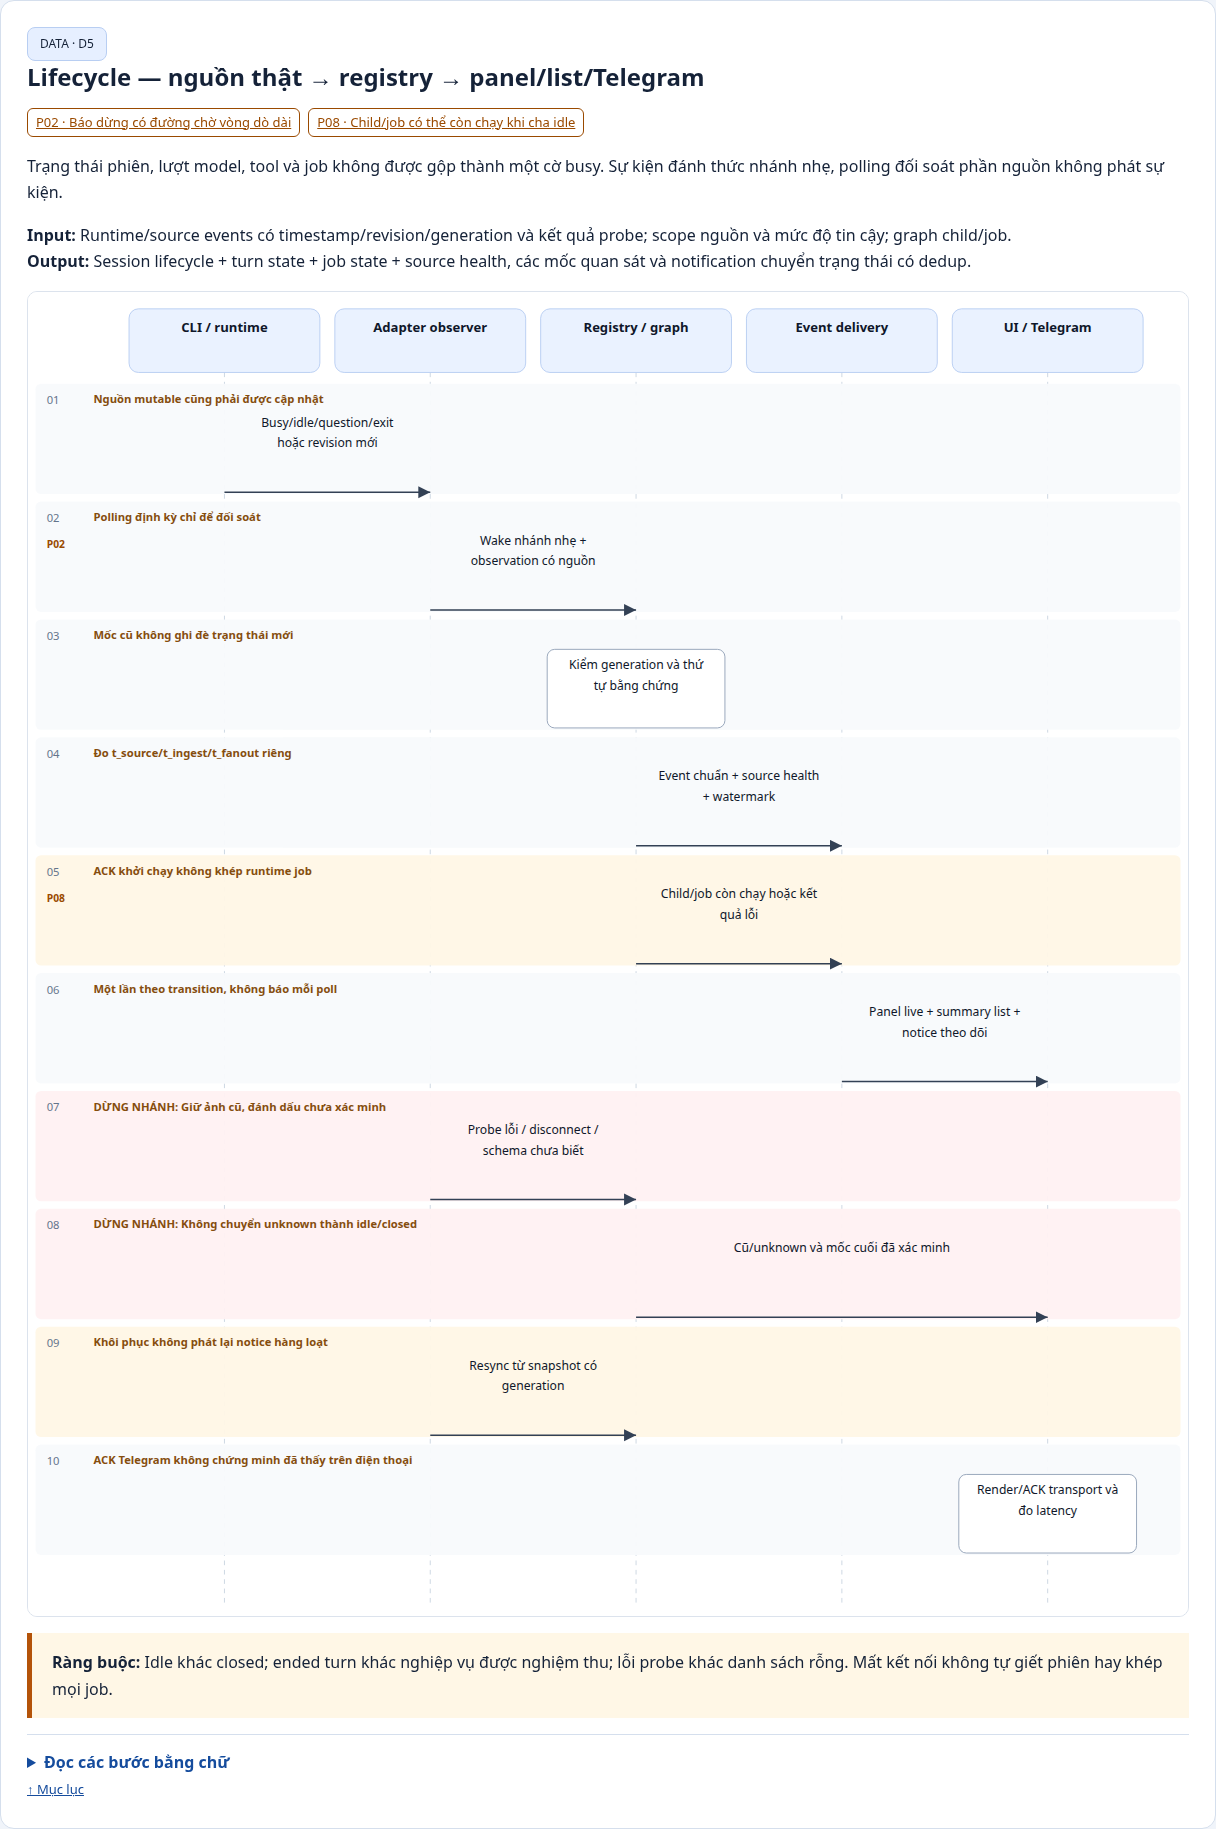 DATA · D5
Lifecycle — nguồn thật → registry → panel/list/Telegram
P02 · Báo dừng có đường chờ vòng dò dài
P08 · Child/job có thể còn chạy khi cha idle
Trạng thái phiên, lượt model, tool và job không được gộp thành một cờ busy. Sự kiện đánh thức nhánh nhẹ, polling đối soát phần nguồn không phát sự
kiện.
Input: Runtime/source events có timestamp/revision/generation và kết quả probe; scope nguồn và mức độ tin cậy; graph child/job.
Output: Session lifecycle + turn state + job state + source health, các mốc quan sát và notification chuyển trạng thái có dedup.
CLI / runtime
Adapter observer
Registry / graph
Event delivery
UI / Telegram
01
Nguồn mutable cũng phải được cập nhật
Busy/idle/question/exit
hoặc revision mới
02
Polling định kỳ chỉ để đối soát
P02
Wake nhánh nhẹ +
observation có nguồn
03
Mốc cũ không ghi đè trạng thái mới
Kiểm generation và thứ
tự bằng chứng
04
Đo t_source/t_ingest/t_fanout riêng
Event chuẩn + source health
+ watermark
05
ACK khởi chạy không khép runtime job
P08
Child/job còn chạy hoặc kết
quả lỗi
06
Một lần theo transition, không báo mỗi poll
Panel live + summary list +
notice theo dõi
07
DỪNG NHÁNH: Giữ ảnh cũ, đánh dấu chưa xác minh
Probe lỗi / disconnect /
schema chưa biết
08
DỪNG NHÁNH: Không chuyển unknown thành idle/closed
Cũ/unknown và mốc cuối đã xác minh
09
Khôi phục không phát lại notice hàng loạt
Resync từ snapshot có
generation
10
ACK Telegram không chứng minh đã thấy trên điện thoại
Render/ACK transport và
đo latency
Ràng buộc: Idle khác closed; ended turn khác nghiệp vụ được nghiệm thu; lỗi probe khác danh sách rỗng. Mất kết nối không tự giết phiên hay khép
mọi job.
▶ Đọc các bước bằng chữ
↑ Mục lục